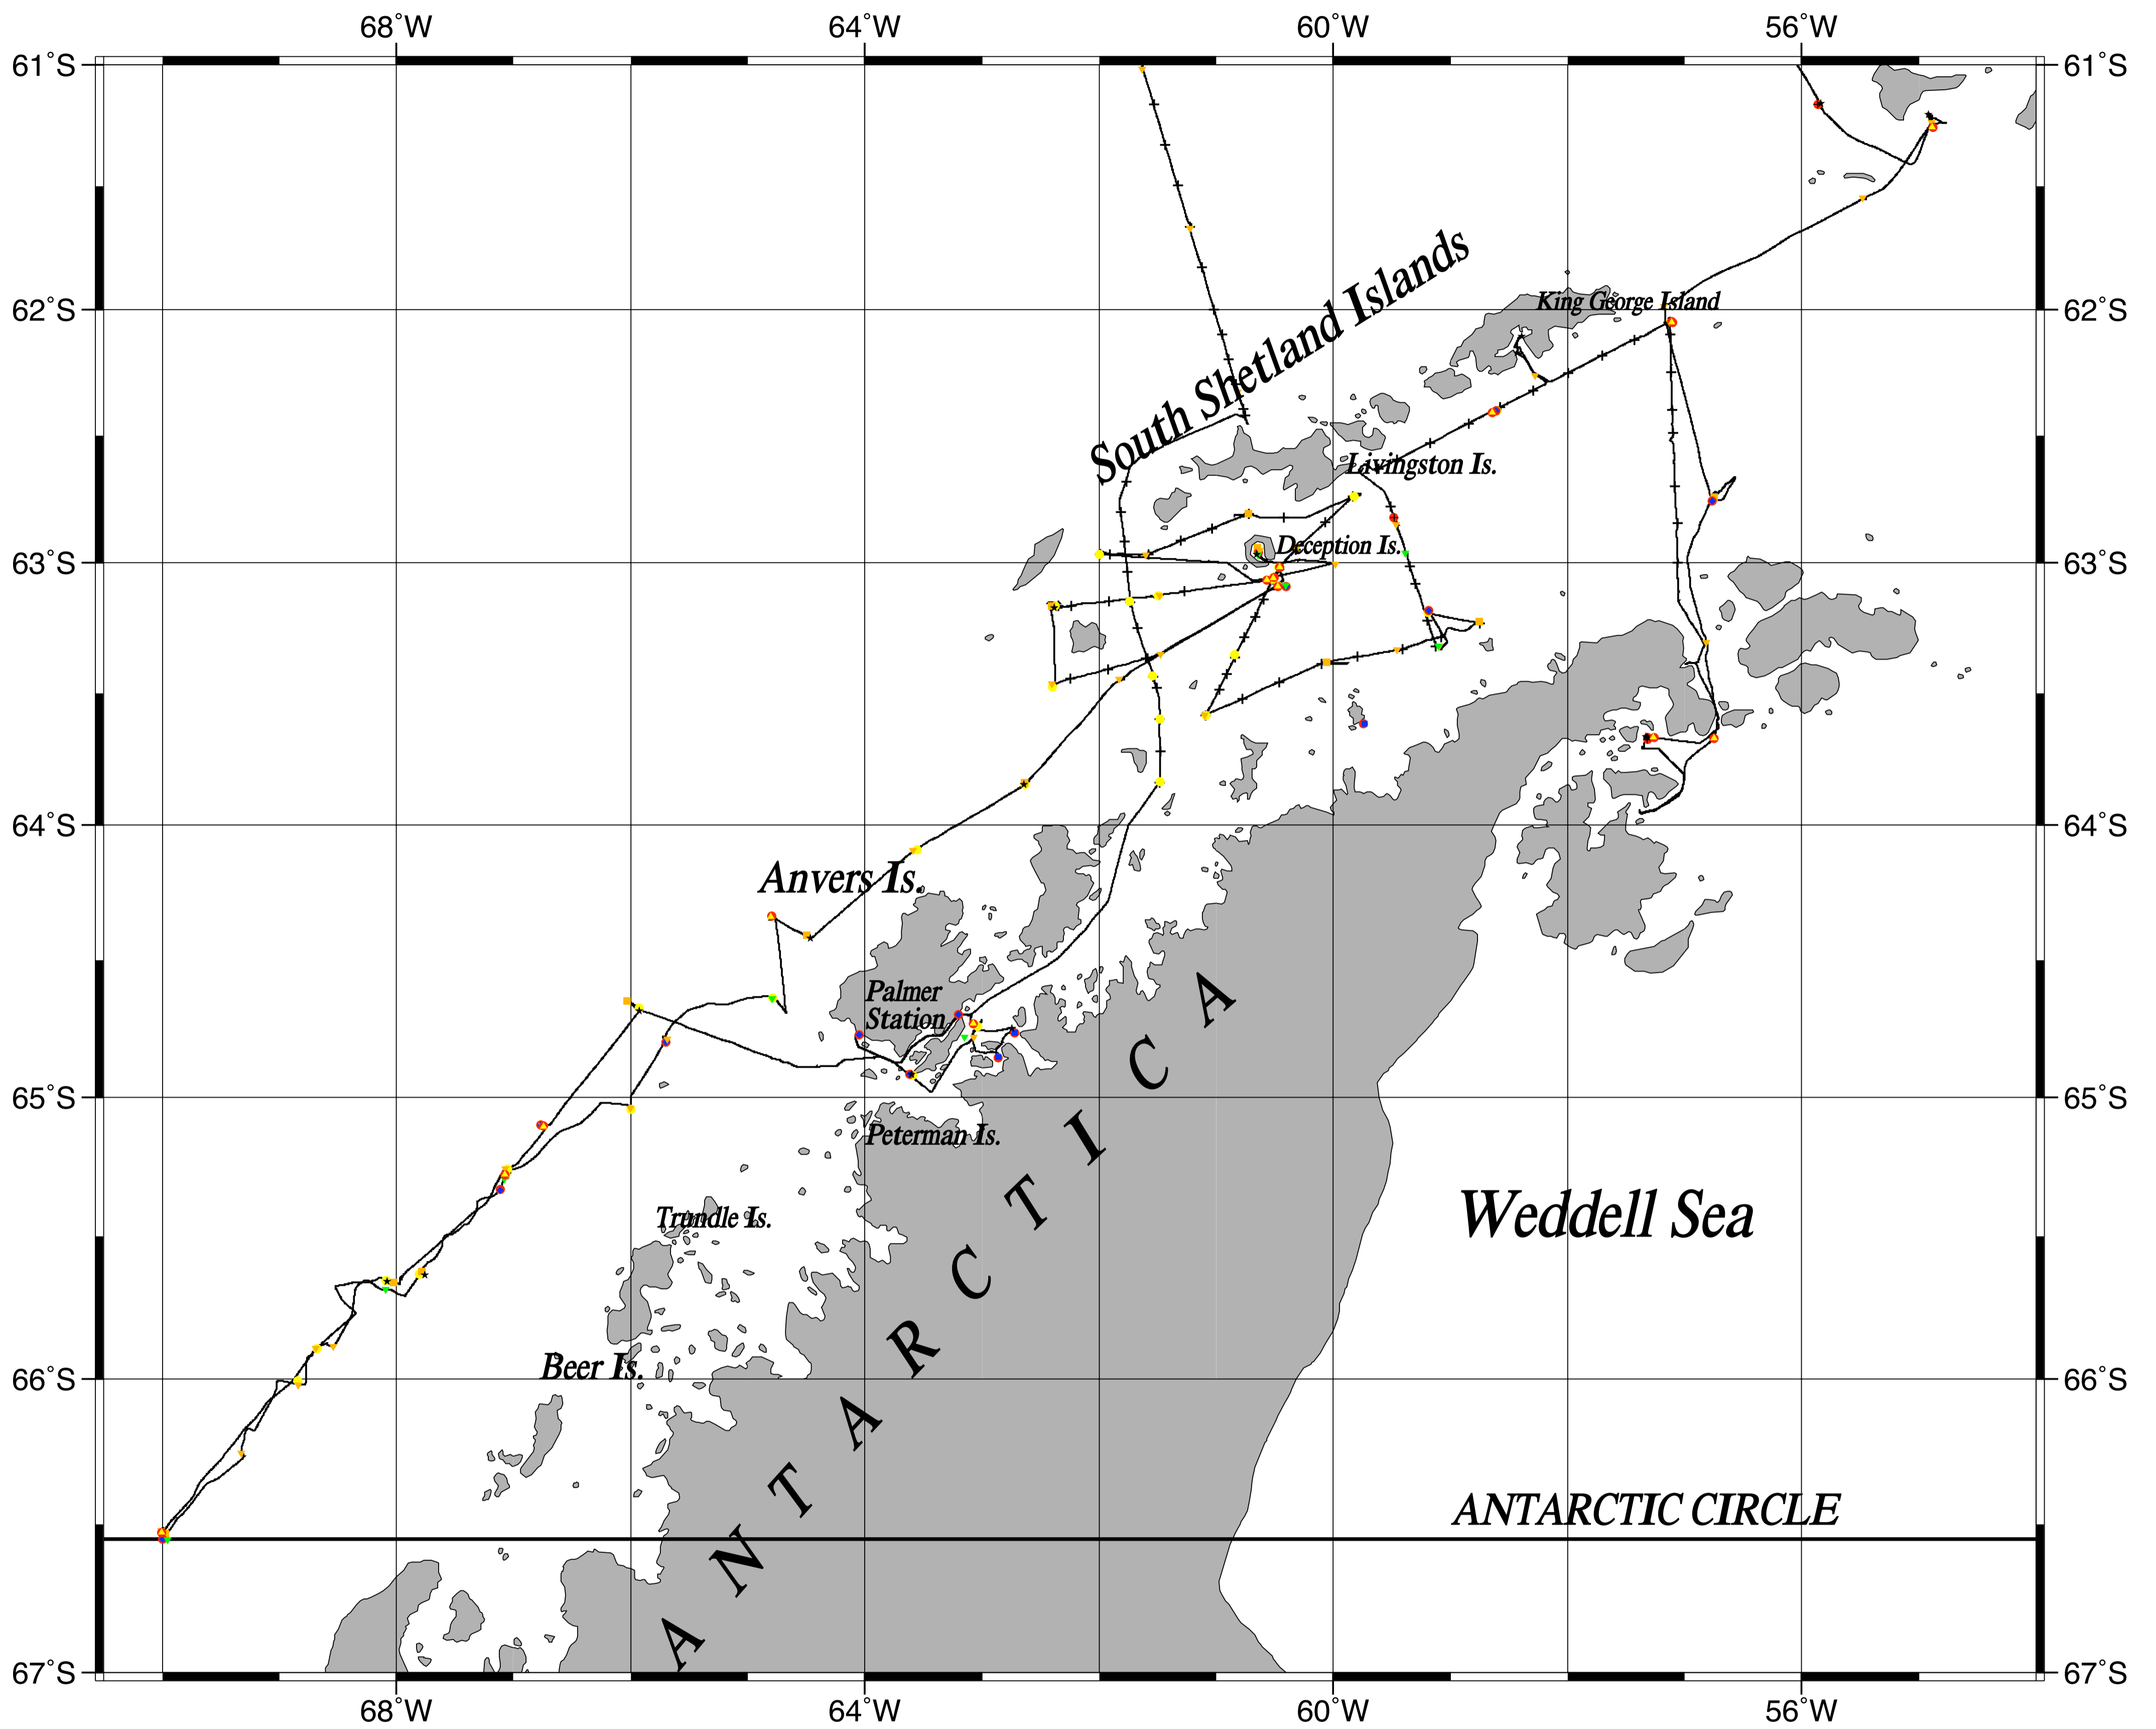 68°W 64°W 60°W 56°W
61°S 61°S
South Shetland Islands
62°S King George Island 62°S
Livingston Is.
Deception Is.
63°S 63°S
64°S 64°S
Anvers Is.
Palmer
Station
65°S 65°S
Peterman Is.
Trundle Is.
Weddell Sea
Beer Is.
66°S 66°S
ANTARCTICA
ANTARCTIC CIRCLE
67°S 67°S
68°W 64°W 60°W 56°W